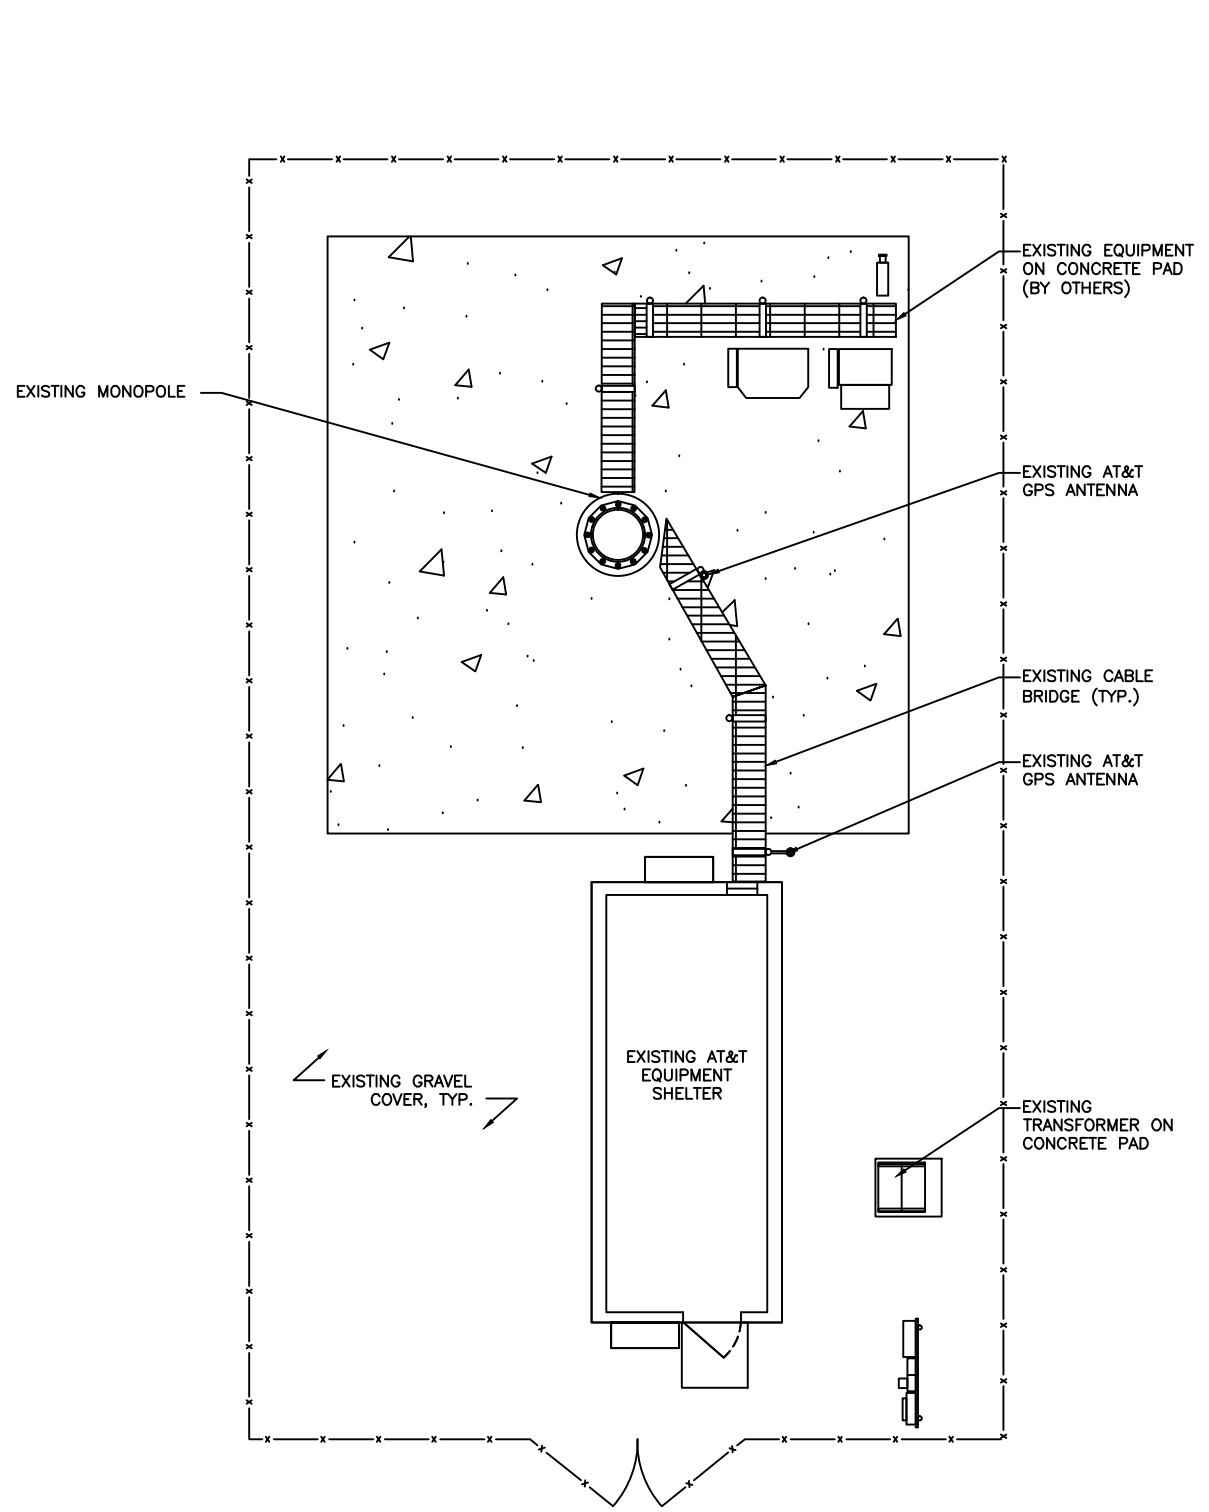 EXISTING EQUIPMENT
ON CONCRETE PAD
(BY OTHERS)
EXISTING MONOPOLE
EXISTING AT&T
GPS ANTENNA
EXISTING CABLE
BRIDGE (TYP.)
EXISTING AT&T
GPS ANTENNA
EXISTING AT&T
EQUIPMENT
SHELTER
EXISTING GRAVEL
COVER, TYP.
EXISTING
TRANSFORMER ON
CONCRETE PAD